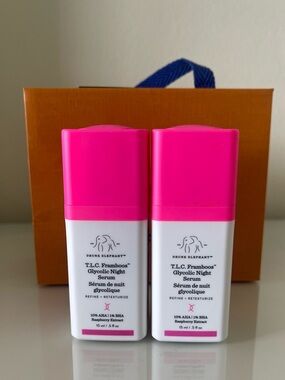 DRUNK ELEPHANT™
T.L.C. Framboos™
Glycolic Night
Serum
Sérum de nuit
glycolique
REFINE + RETEXTURIZE
10% AHA / 1% BHA
Raspberry Extract
15 ml / .5 fl oz
DRUNK ELEPHANT™
T.L.C. Framboos™
Glycolic Night
Serum
Sérum de nuit
glycolique
REFINE + RETEXTURIZE
10% AHA / 1% BHA
Raspberry Extract
15 ml / .5 fl oz